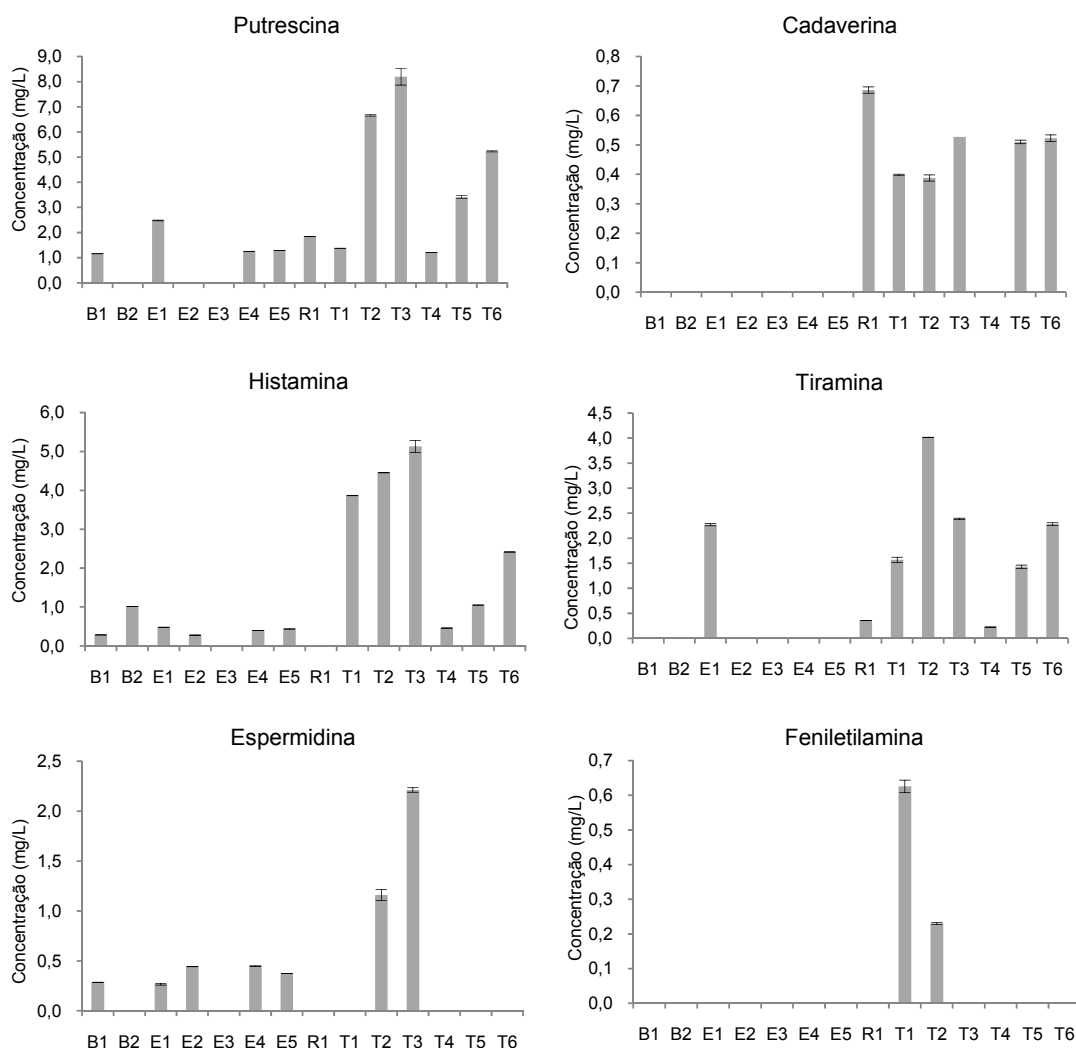 Putrescina
Concentração (mg/L)
9,0
8,0
7,0
6,0
5,0
4,0
3,0
2,0
1,0
0,0
B1 B2 E1 E2 E3 E4 E5 R1 T1 T2 T3 T4 T5 T6
Cadaverina
Concentração (mg/L)
0,8
0,7
0,6
0,5
0,4
0,3
0,2
0,1
0,0
B1 B2 E1 E2 E3 E4 E5 R1 T1 T2 T3 T4 T5 T6
Histamina
Concentração (mg/L)
6,0
5,0
4,0
3,0
2,0
1,0
0,0
B1 B2 E1 E2 E3 E4 E5 R1 T1 T2 T3 T4 T5 T6
Tiramina
Concentração (mg/L)
4,5
4,0
3,5
3,0
2,5
2,0
1,5
1,0
0,5
0,0
B1 B2 E1 E2 E3 E4 E5 R1 T1 T2 T3 T4 T5 T6
Espermidina
Concentração (mg/L)
2,5
2,0
1,5
1,0
0,5
0,0
B1 B2 E1 E2 E3 E4 E5 R1 T1 T2 T3 T4 T5 T6
Feniletilamina
Concentração (mg/L)
0,7
0,6
0,5
0,4
0,3
0,2
0,1
0,0
B1 B2 E1 E2 E3 E4 E5 R1 T1 T2 T3 T4 T5 T6